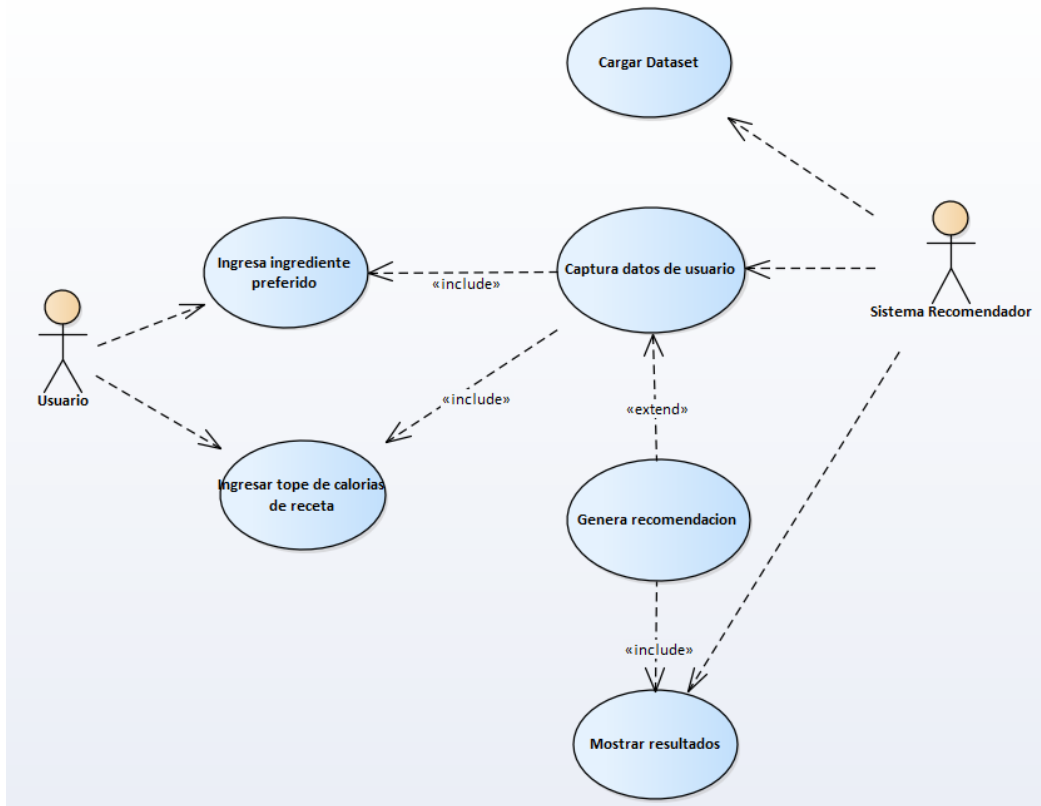 Cargar Dataset
Ingresa ingrediente
preferido
«include»
Captura datos de usuario
Sistema Recomendador
Usuario
«include»
«extend»
Ingresar tope de calorias
de receta
Genera recomendacion
«include»
Mostrar resultados